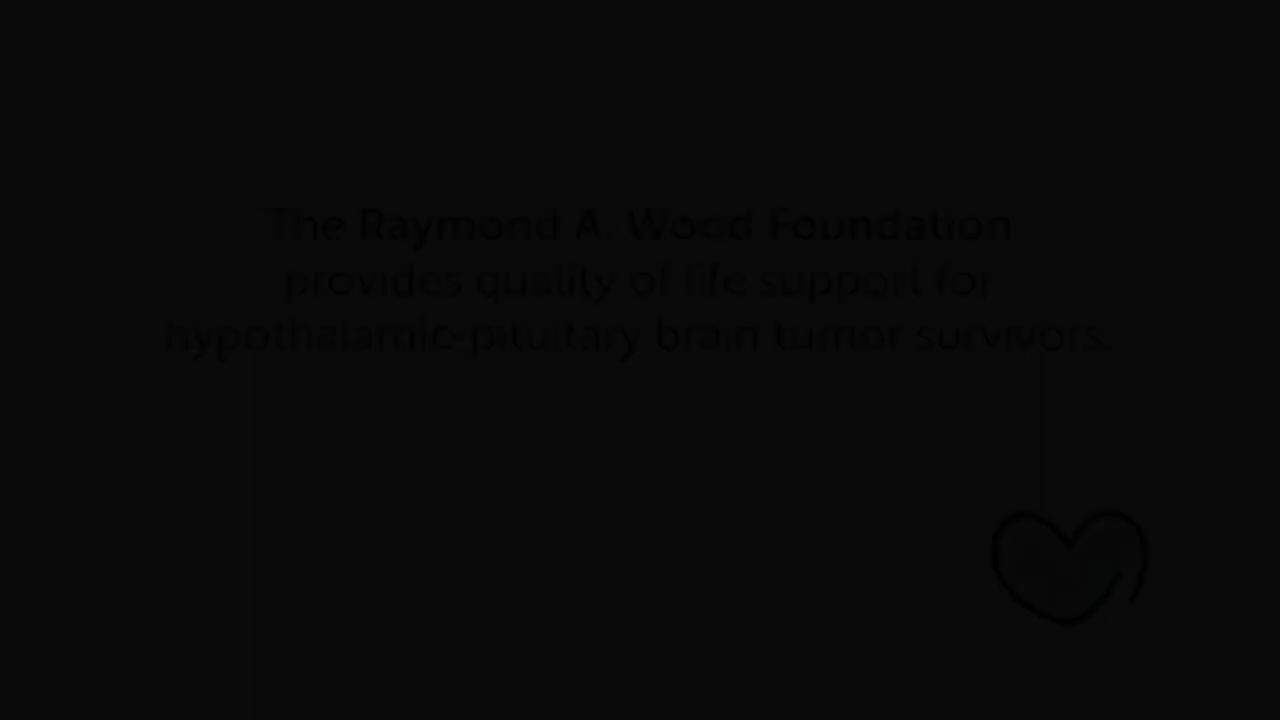 The Raymond A. Wood Foundation
provides quality of life support for
hypothalamic-pituitary brain tumor survivors.